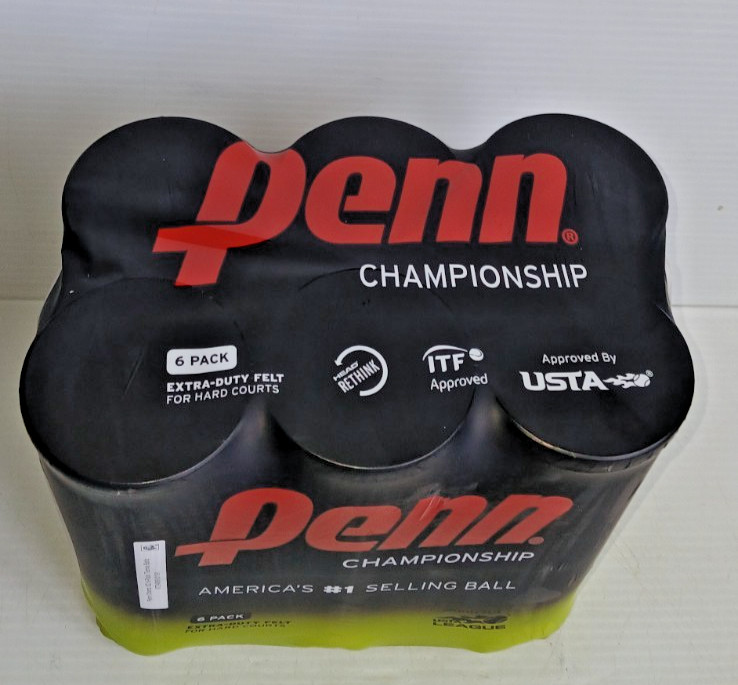 Penn®
CHAMPIONSHIP
6 PACK
EXTRA-DUTY FELT
FOR HARD COURTS
HEAD
RETHINK
ITF
Approved
Approved By
USTA®
Penn®
CHAMPIONSHIP
AMERICA'S #1 SELLING BALL
6 PACK
EXTRA-DUTY FELT
FOR HARD COURTS
LEAGUE